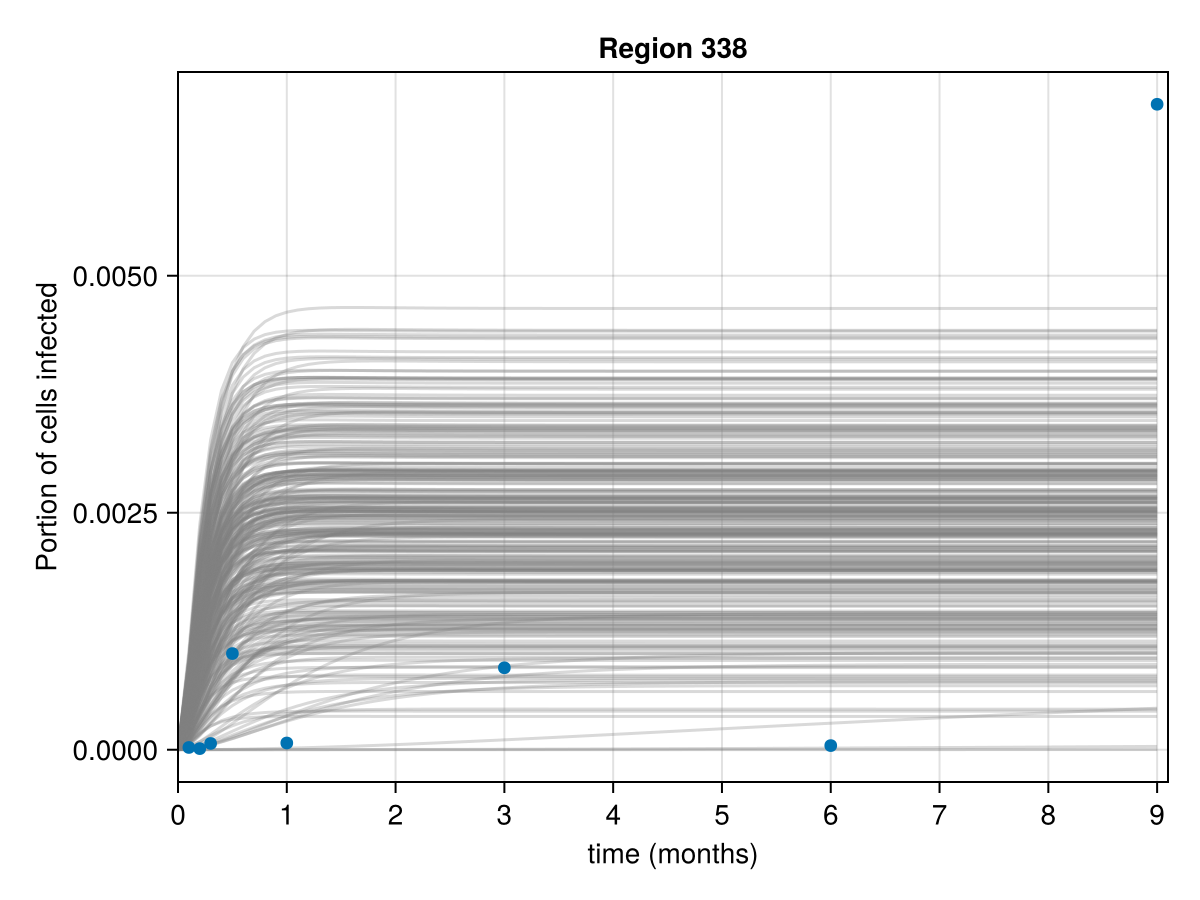 Region 338
Portion of cells infected
0.0050
0.0025
0.0000
0 1 2 3 4 5 6 7 8 9
time (months)